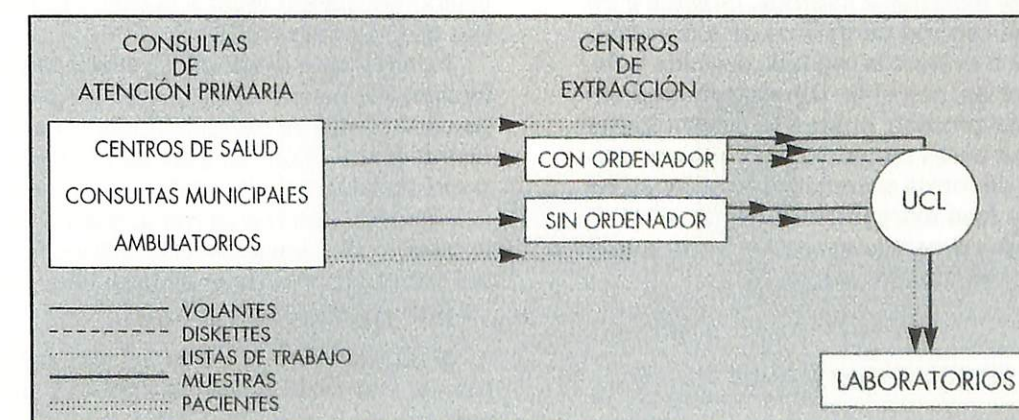 CONSULTAS
DE
ATENCIÓN PRIMARIA
CENTROS DE SALUD
CONSULTAS MUNICIPALES
AMBULATORIOS
CENTROS
DE
EXTRACCIÓN
CON ORDENADOR
SIN ORDENADOR
UCL
LABORATORIOS
VOLANTES
DISKETTES
LISTAS DE TRABAJO
MUESTRAS
PACIENTES